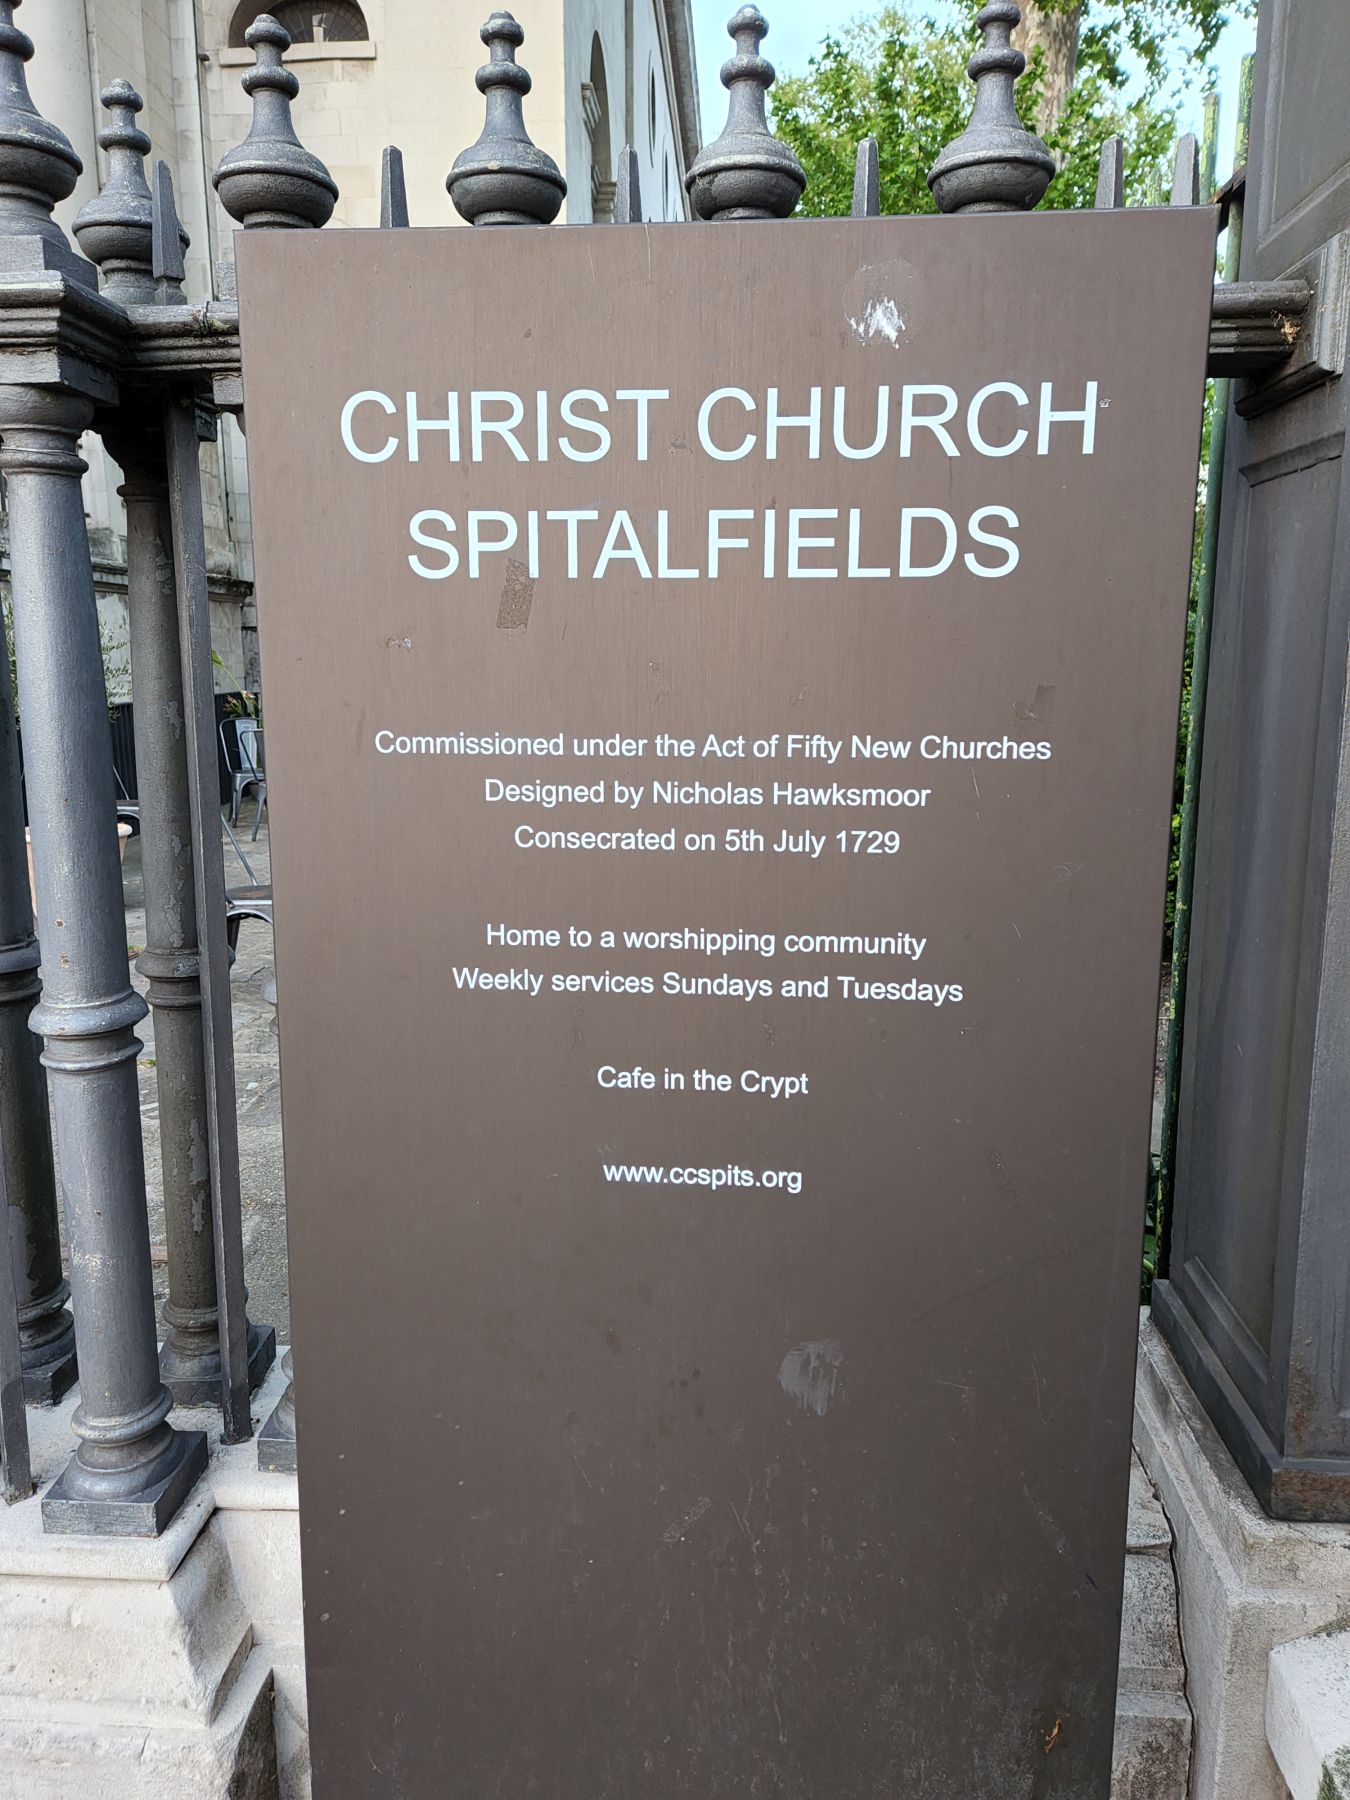 CHRIST CHURCH
SPITALFIELDS
Commissioned under the Act of Fifty New Churches
Designed by Nicholas Hawksmoor
Consecrated on 5th July 1729
Home to a worshipping community
Weekly services Sundays and Tuesdays
Cafe in the Crypt
www.ccspits.org